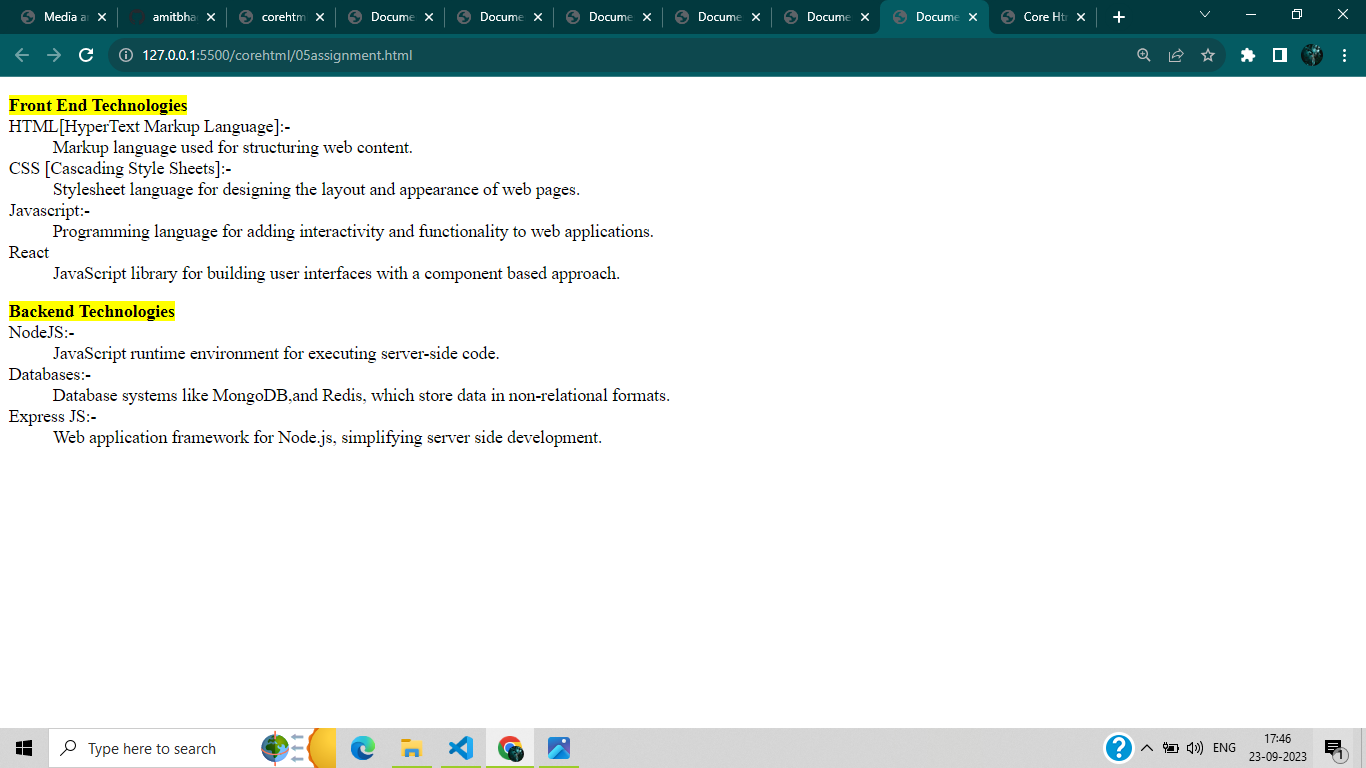 Media a
amitbha
corehtm
Docume
Docume
Docume
Docume
Docume
Docume
Core Ht
127.0.0.1:5500/corehtml/05assignment.html
Front End Technologies
HTML[HyperText Markup Language]:-
Markup language used for structuring web content.
CSS [Cascading Style Sheets]:-
Stylesheet language for designing the layout and appearance of web pages.
Javascript:-
Programming language for adding interactivity and functionality to web applications.
React
JavaScript library for building user interfaces with a component based approach.
Backend Technologies
NodeJS:-
JavaScript runtime environment for executing server-side code.
Databases:-
Database systems like MongoDB,and Redis, which store data in non-relational formats.
Express JS:-
Web application framework for Node.js, simplifying server side development.
Type here to search
ENG
17:46
23-09-2023
1